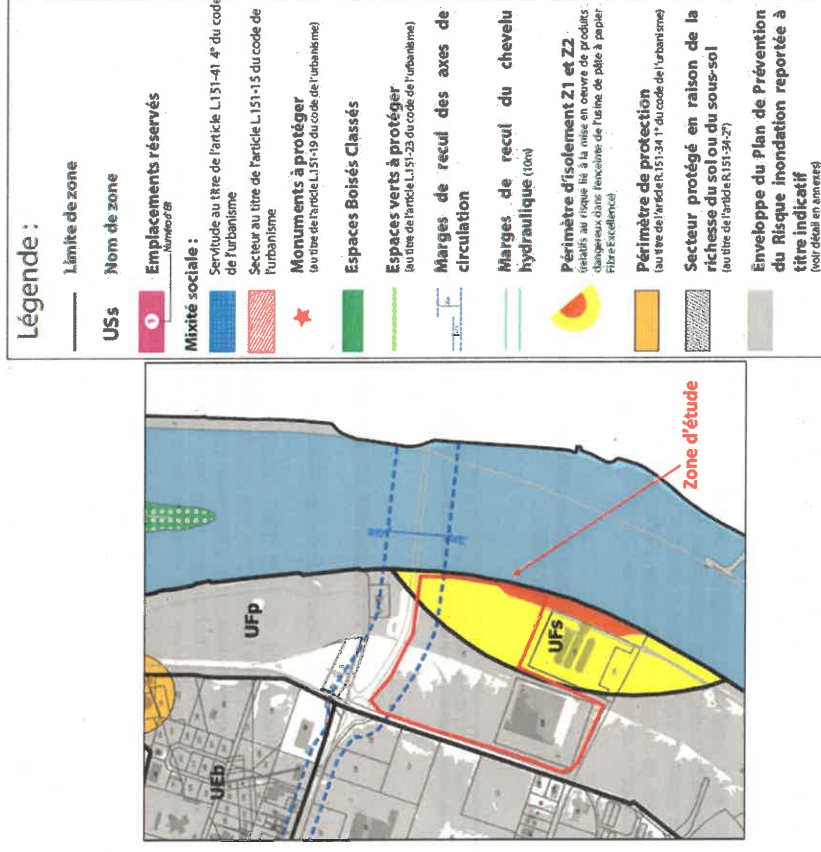 Légende :
Limite de zone
USs
Nom de zone
1
Emplacements réservés
Numéro d'ER
Mixité sociale :
Servitude au titre de l'article L.151-41 4° du code
de l'urbanisme
Secteur au titre de l'article L.151-15 du code de
l'urbanisme
Monuments à protéger
(au titre de l'article L.151-19 du code de l'urbanisme)
Espaces Boisés Classés
Espaces verts à protéger
(au titre de l'article L.151-23 du code de l'urbanisme)
Marges de recul des axes de
circulation
Marges de recul du chevelu
hydraulique (10m)
Périmètre d'isolement Z1 et Z2
(relatifs au risque lié à la mise en oeuvre de produits
dangereux dans l'enceinte de l'usine de pâte à papier
Fibre Excellence)
Périmètre de protection
(au titre de l'article R.151-34 1° du code de l'urbanisme)
Secteur protégé en raison de la
richesse du sol ou du sous-sol
(au titre de l'article R.151-34-2°)
Enveloppe du Plan de Prévention
du Risque inondation reportée à
titre indicatif
(voir détail en annexes)
UFp
UEb
UFs
Zone d'étude